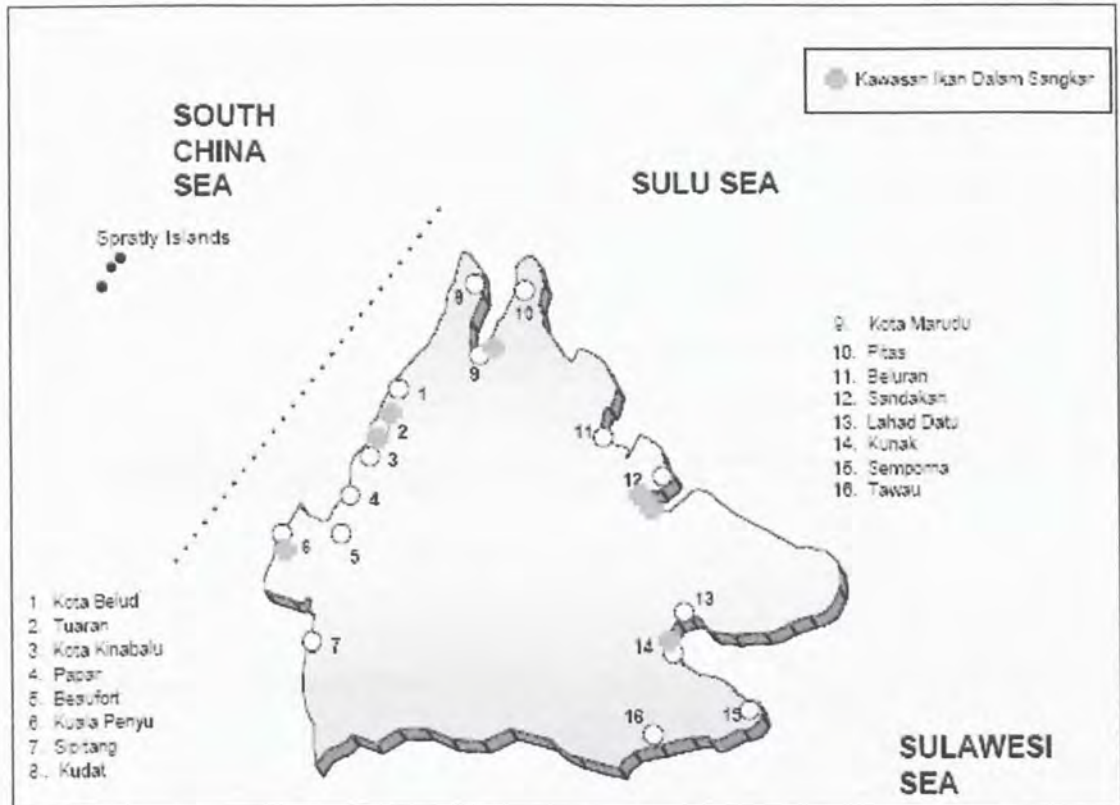 Kawasan Ikan Dalam Sangkar
SOUTH
CHINA
SEA
SULU SEA
Spratly Islands
8
10
9
1
2
3
4
5
6
7
11
12
13
14
15
16
9. Kota Marudu
10. Pitas
11. Beluran
12. Sandakan
13. Lahad Datu
14. Kunak
15. Semporna
16. Tawau
1. Kota Belud
2. Tuaran
3. Kota Kinabalu
4. Papar
5. Beaufort
6. Kuala Penyu
7. Sipitang
8.. Kudat
SULAWESI
SEA